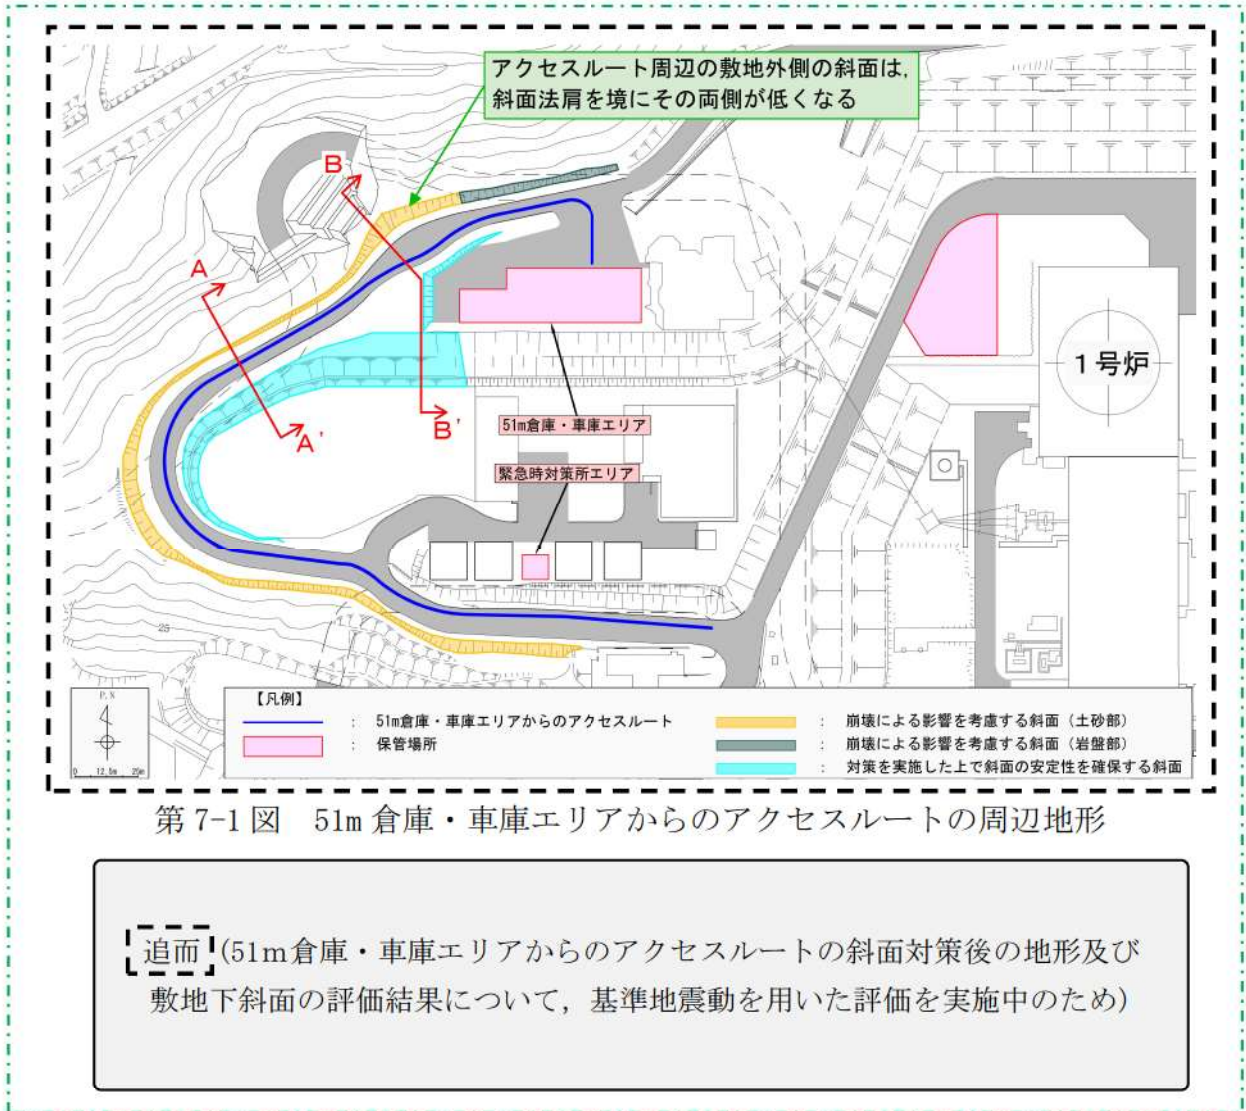 アクセスルート周辺の敷地外側の斜面は,
斜面法肩を境にその両側が低くなる
B
A
1号炉
A'
B'
51m倉庫・車庫エリア
緊急時対策所エリア
25
P.N
0 12.5m 25m
【凡例】
: 51m倉庫・車庫エリアからのアクセスルート
: 保管場所
: 崩壊による影響を考慮する斜面(土砂部)
: 崩壊による影響を考慮する斜面(岩盤部)
: 対策を実施した上で斜面の安定性を確保する斜面
第7-1図 51m倉庫・車庫エリアからのアクセスルートの周辺地形
追而(51m倉庫・車庫エリアからのアクセスルートの斜面対策後の地形及び
敷地下斜面の評価結果について,基準地震動を用いた評価を実施中のため)